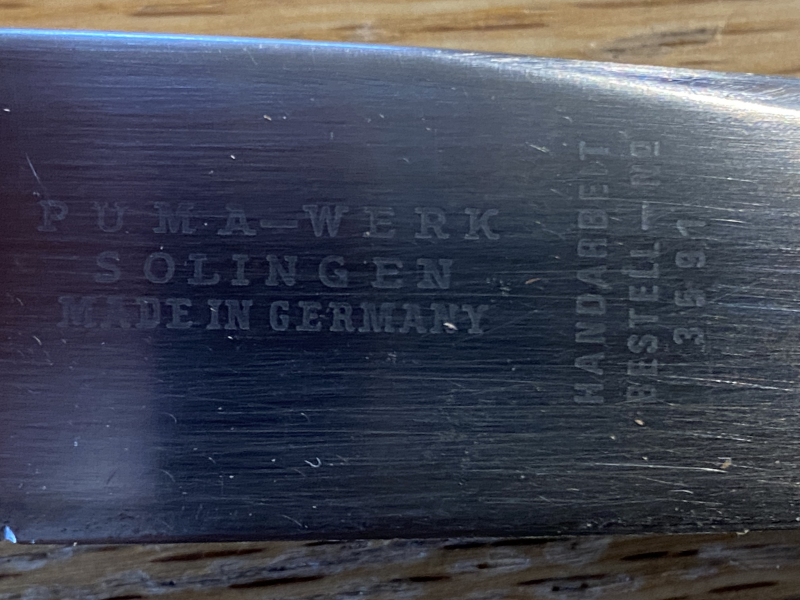 PUMA-WERK
SOLINGEN
MADE IN GERMANY
HANDARBEIT
BESTELL-No
3591